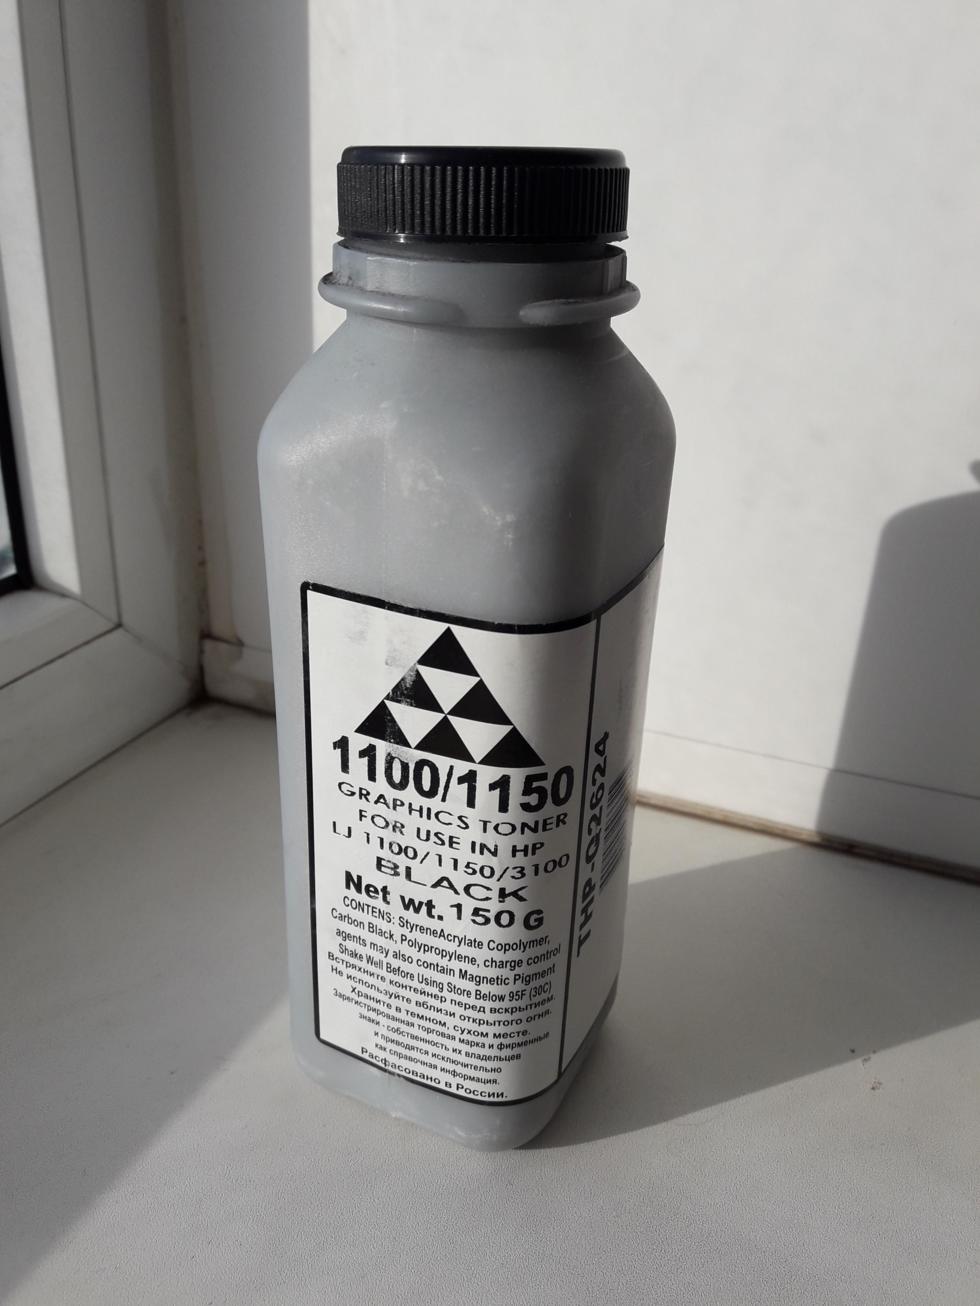 1100/1150
GRAPHICS TONER
FOR USE IN HP
LJ 1100/1150/3100
BLACK
Net wt.150 G
CONTENS: StyreneAcrylate Copolymer,
Carbon Black, Polypropylene, charge control
agents may also contain Magnetic Pigment
Shake Well Before Using Store Below 95F (30C)
Встряхните контейнер перед вскрытием.
Не используйте вблизи открытого огня.
Храните в темном, сухом месте.
Зарегистрированная торговая марка и фирменные
знаки - собственность их владельцев
и приводятся исключительно
как справочная информация.
Расфасовано в России.
THP-Q2624